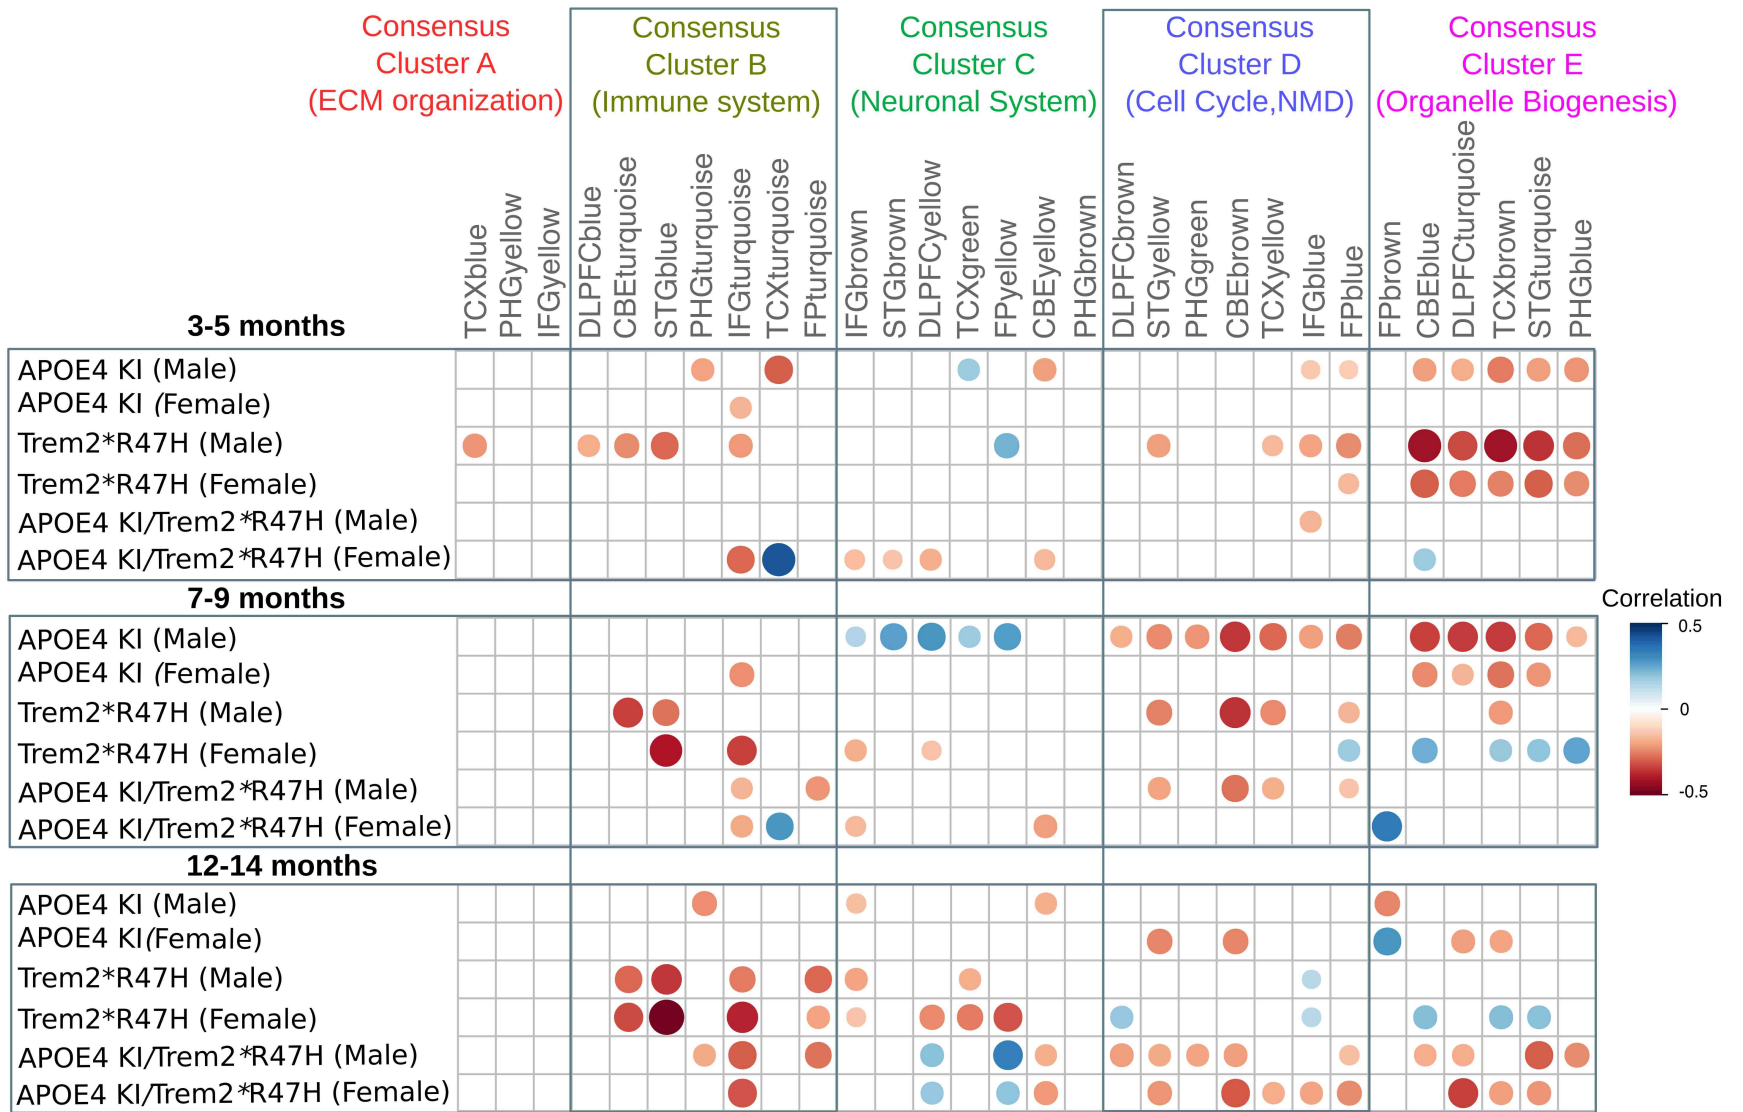 Consensus
Cluster A
(ECM organization)
Consensus
Cluster B
(Immune system)
Consensus
Cluster C
(Neuronal System)
Consensus
Cluster D
(Cell Cycle,NMD)
Consensus
Cluster E
(Organelle Biogenesis)
TCXblue
PHGyellow
IFGyellow
DLPFCblue
CBEturquoise
STGblue
PHGturquoise
IFGturquoise
TCXturquoise
FPturquoise
IFGbrown
STGbrown
DLPFCyellow
TCXgreen
FPyellow
CBEyellow
PHGbrown
DLPFCbrown
STGyellow
PHGgreen
CBEbrown
TCXyellow
IFGblue
FPblue
FPbrown
CBEblue
DLPFCturquoise
TCXbrown
STGturquoise
PHGblue
3-5 months
APOE4 KI (Male)
APOE4 KI (Female)
Trem2*R47H (Male)
Trem2*R47H (Female)
APOE4 KI/Trem2*R47H (Male)
APOE4 KI/Trem2*R47H (Female)
7-9 months
APOE4 KI (Male)
APOE4 KI (Female)
Trem2*R47H (Male)
Trem2*R47H (Female)
APOE4 KI/Trem2*R47H (Male)
APOE4 KI/Trem2*R47H (Female)
12-14 months
APOE4 KI (Male)
APOE4 KI(Female)
Trem2*R47H (Male)
Trem2*R47H (Female)
APOE4 KI/Trem2*R47H (Male)
APOE4 KI/Trem2*R47H (Female)
Correlation
0.5
0
-0.5